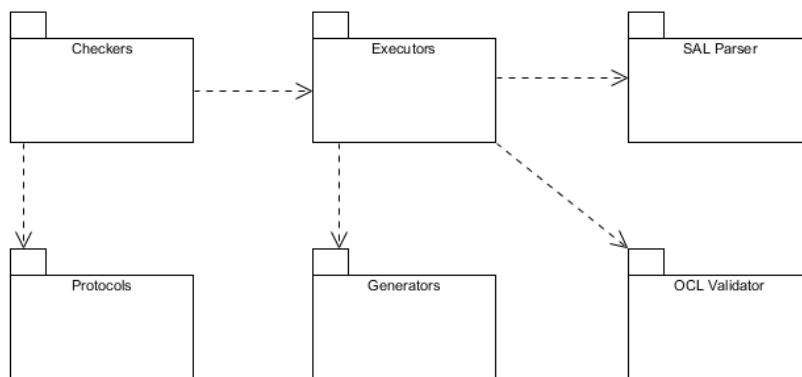 Checkers
Executors
SAL Parser
Protocols
Generators
OCL Validator